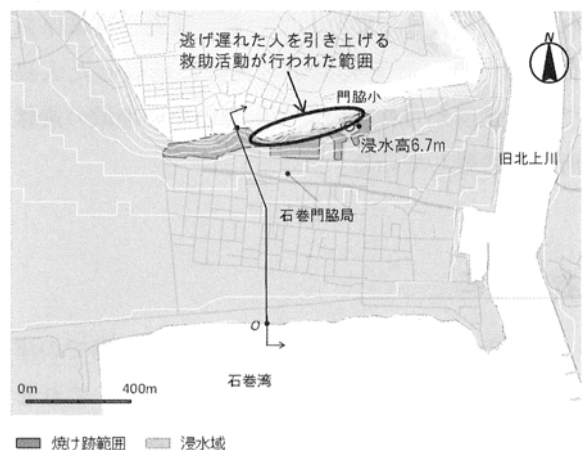 逃げ遅れた人を引き上げる
救助活動が行われた範囲
N
門脇小
浸水高6.7m
旧北上川
石巻門脇局
O
石巻湾
0m 400m
焼け跡範囲 浸水域